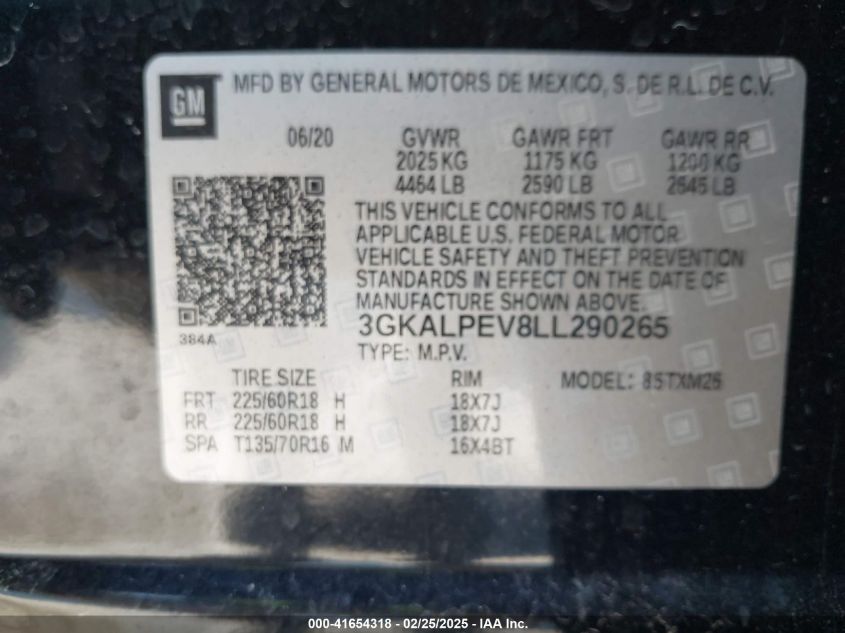 GM
MFD BY GENERAL MOTORS DE MEXICO, S. DE R.L. DE C.V.
06/20 GVWR GAWR FRT GAWR RR
2025 KG 1175 KG 1200 KG
4464 LB 2590 LB 2645 LB
THIS VEHICLE CONFORMS TO ALL
APPLICABLE U.S. FEDERAL MOTOR
VEHICLE SAFETY AND THEFT PREVENTION
STANDARDS IN EFFECT ON THE DATE OF
MANUFACTURE SHOWN ABOVE.
3GKALPEV8LL290265
384A
TYPE: M.P.V.
TIRE SIZE RIM MODEL:
FRT 225/60R18 H 18X7J
RR 225/60R18 H 18X7J
SPA T135/70R16 M 16X4BT
000-41654318 - 02/25/2025 - IAA Inc.